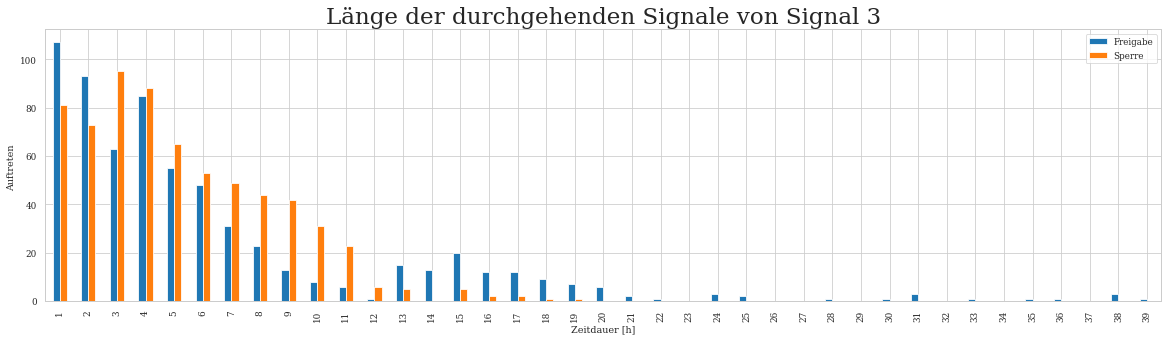 Länge der durchgehenden Signale von Signal 3
Freigabe
Sperre
Auftreten
100
80
60
40
20
0
1 2 3 4 5 6 7 8 9 10 11 12 13 14 15 16 17 18 19 20 21 22 23 24 25 26 27 28 29 30 31 32 33 34 35 36 37 38 39
Zeitdauer [h]